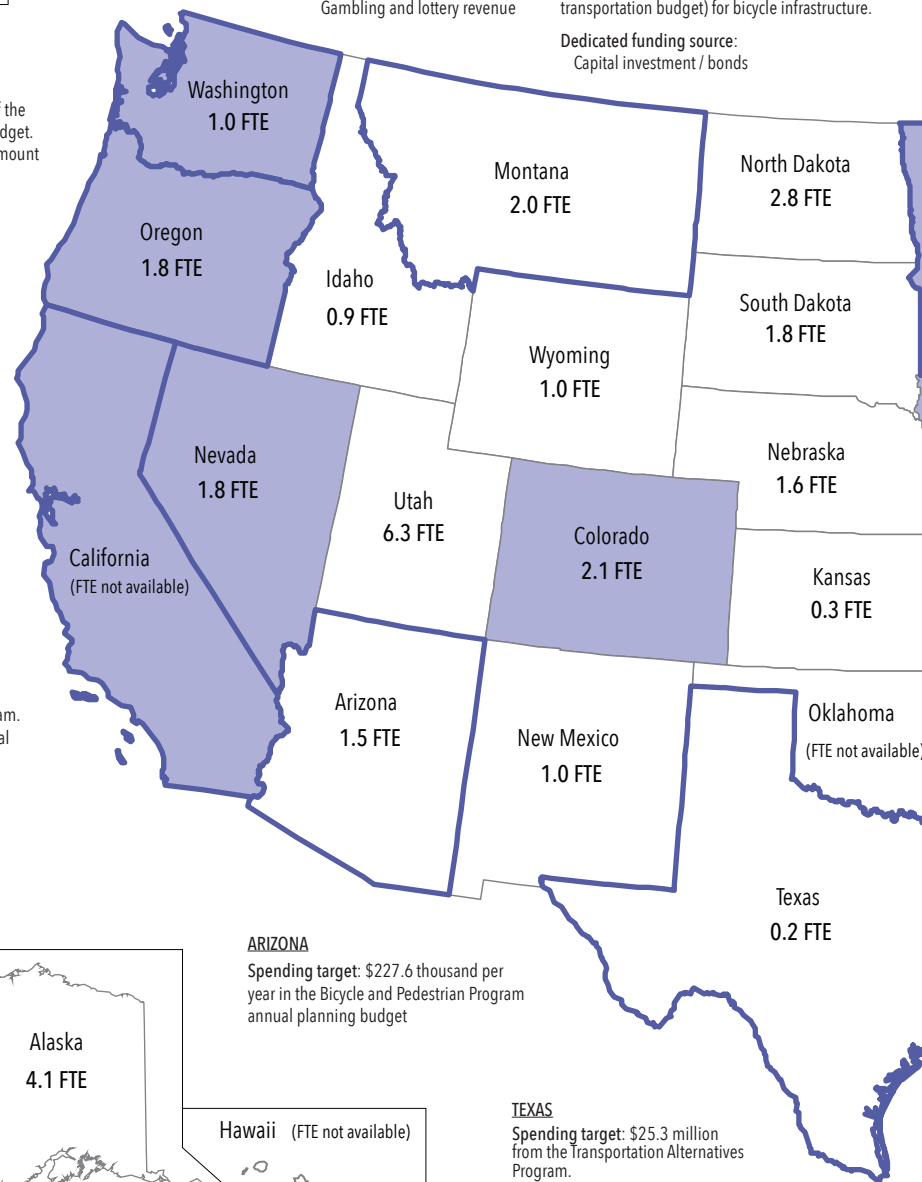 Gambling and lottery revenue
transportation budget) for bicycle infrastructure.
Dedicated funding source:
Capital investment / bonds
the
dget.
mount
Washington
1.0 FTE
Montana
2.0 FTE
North Dakota
2.8 FTE
Oregon
1.8 FTE
Idaho
0.9 FTE
South Dakota
1.8 FTE
Wyoming
1.0 FTE
Nevada
1.8 FTE
Nebraska
1.6 FTE
Utah
6.3 FTE
Colorado
2.1 FTE
California
(FTE not available)
Kansas
0.3 FTE
am.
al
Arizona
1.5 FTE
New Mexico
1.0 FTE
Oklahoma
(FTE not available)
Texas
0.2 FTE
ARIZONA
Spending target: $227.6 thousand per
year in the Bicycle and Pedestrian Program
annual planning budget
Alaska
4.1 FTE
Hawaii (FTE not available)
TEXAS
Spending target: $25.3 million
from the Transportation Alternatives
Program.